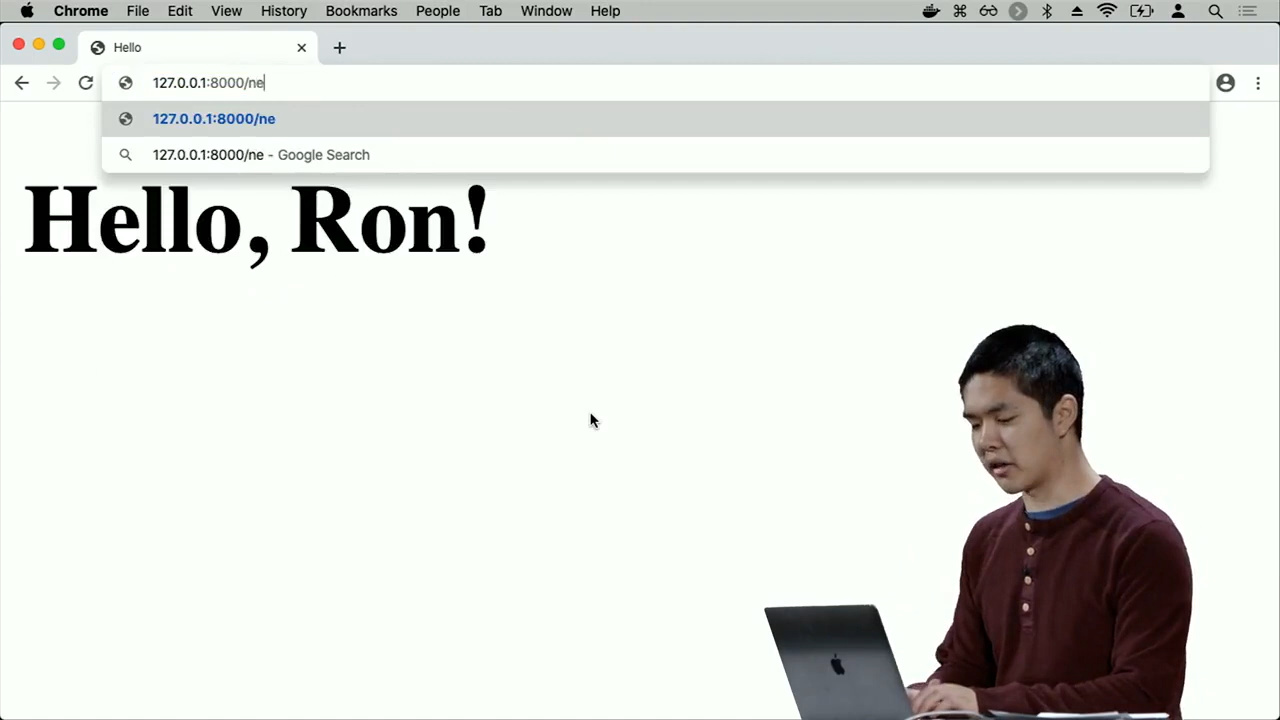 Chrome File Edit View History Bookmarks People Tab Window Help
Hello
127.0.0.1:8000/ne
127.0.0.1:8000/ne
127.0.0.1:8000/ne - Google Search
Hello, Ron!